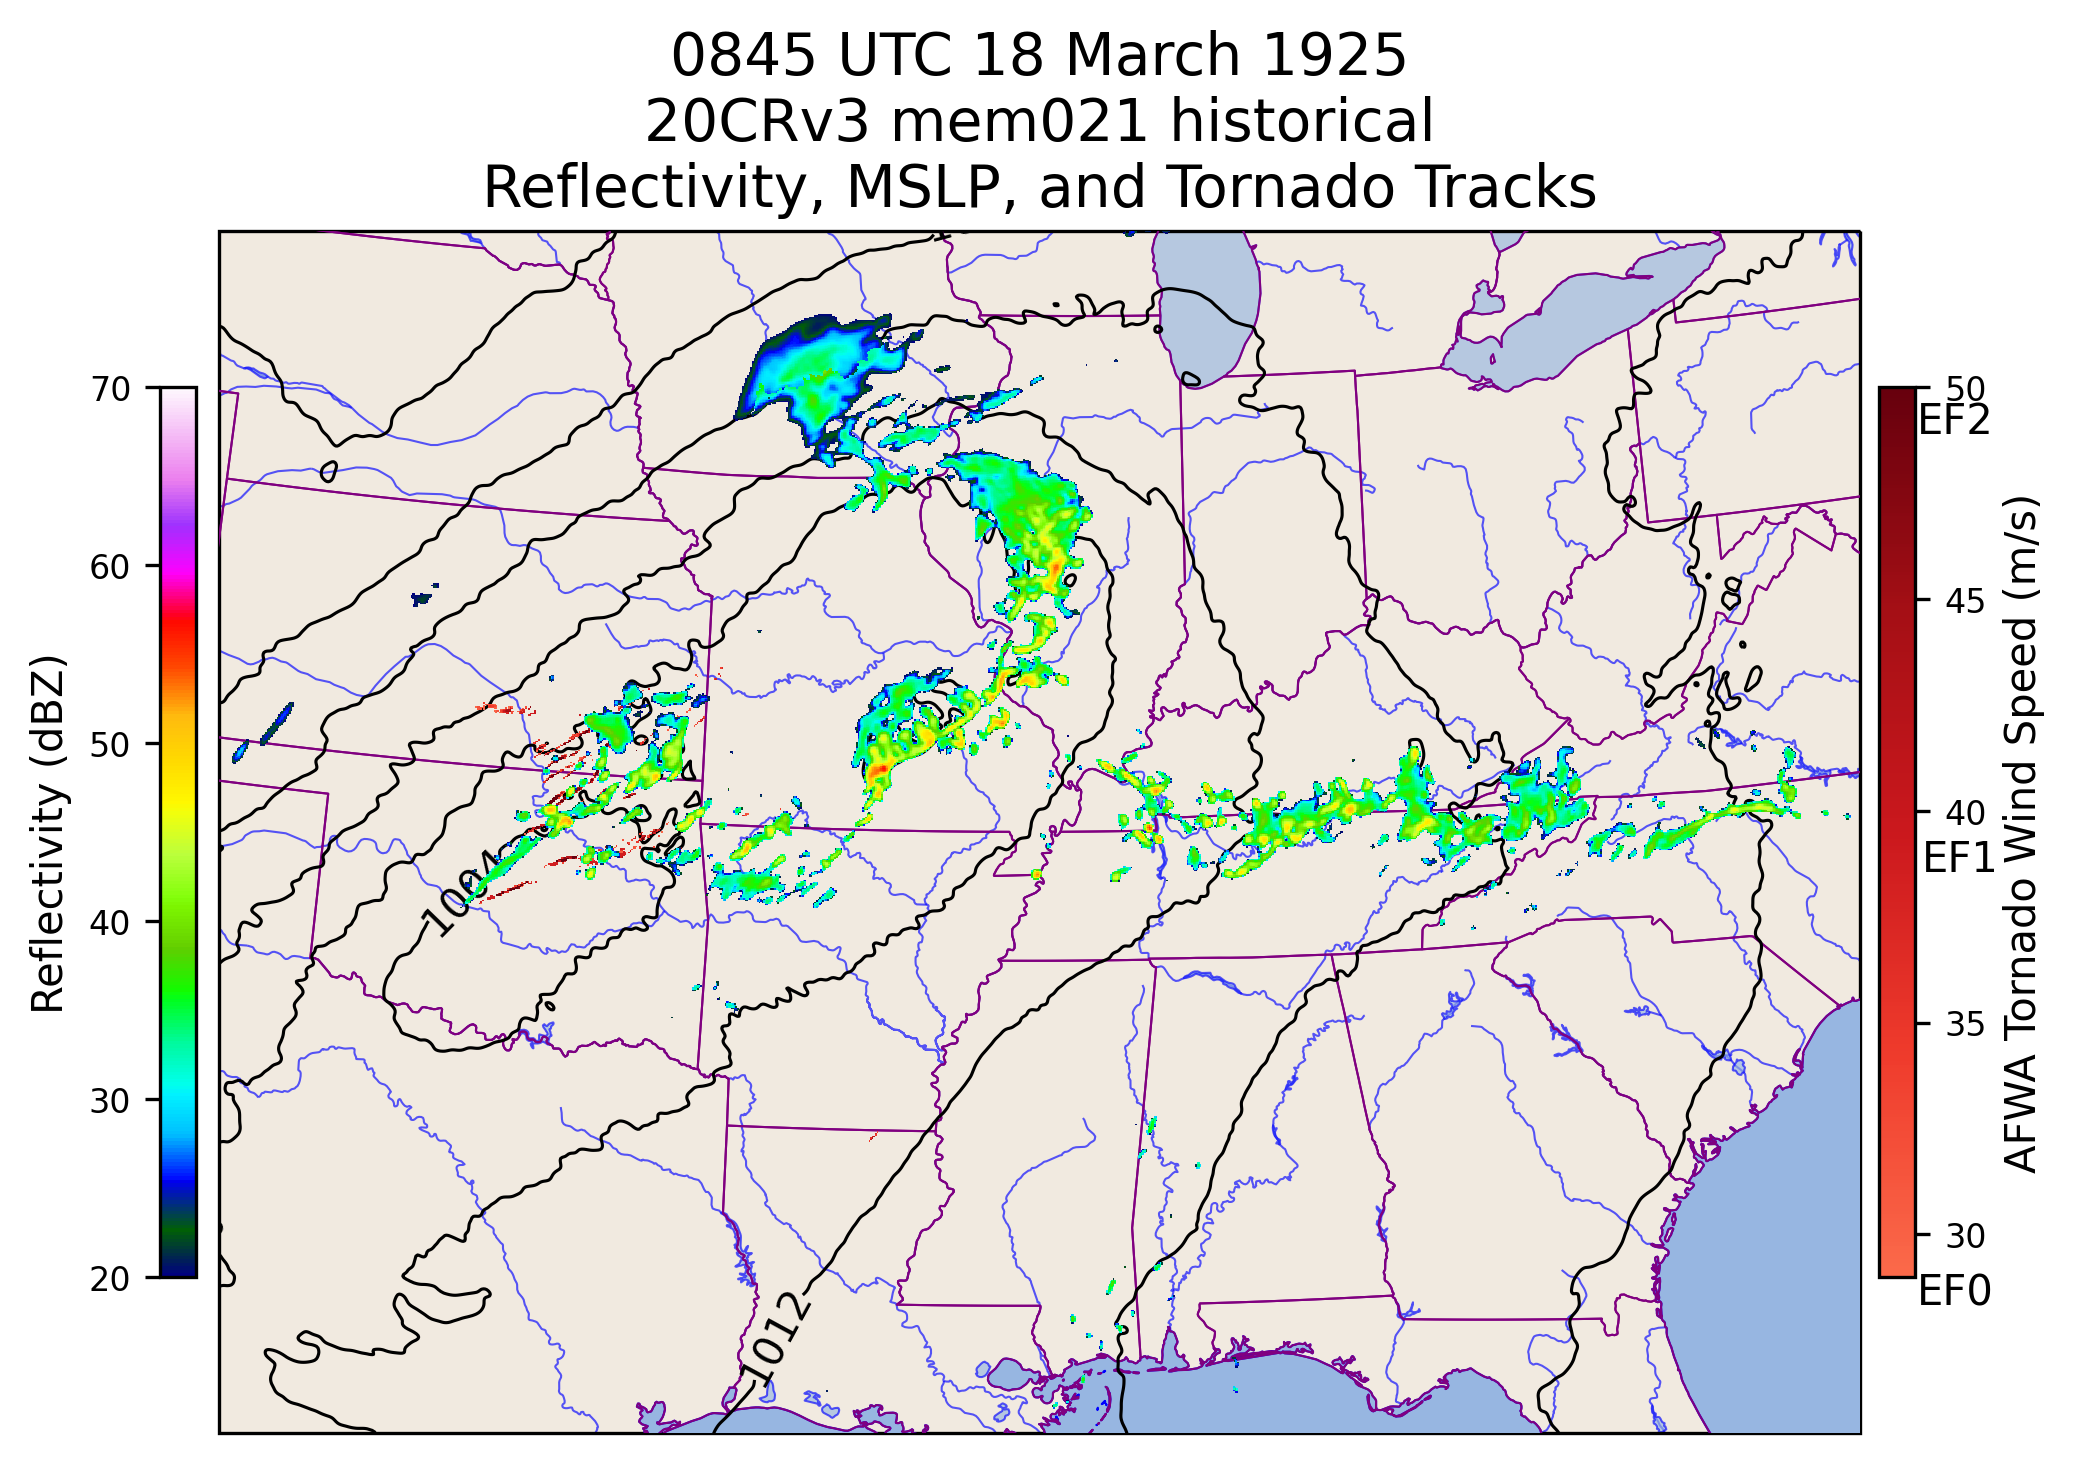 0845 UTC 18 March 1925
20CRv3 mem021 historical
Reflectivity, MSLP, and Tornado Tracks
70
60
50
40
30
20
Reflectivity (dBZ)
1004
1012
50
EF2
45
40
EF1
35
30
EF0
AFWA Tornado Wind Speed (m/s)